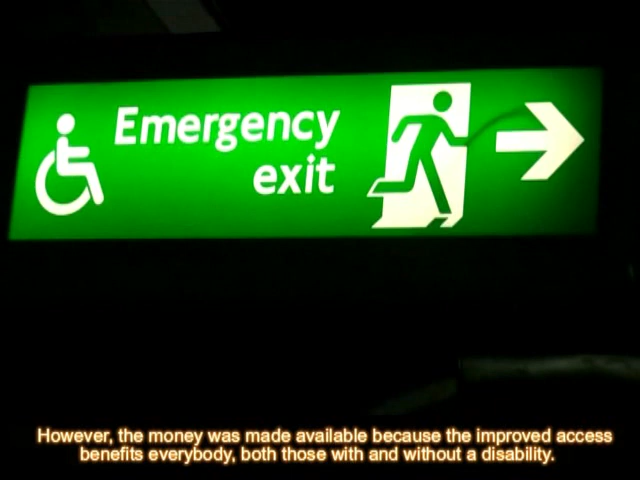 Emergency
exit
However, the money was made available because the improved access
benefits everybody, both those with and without a disability.